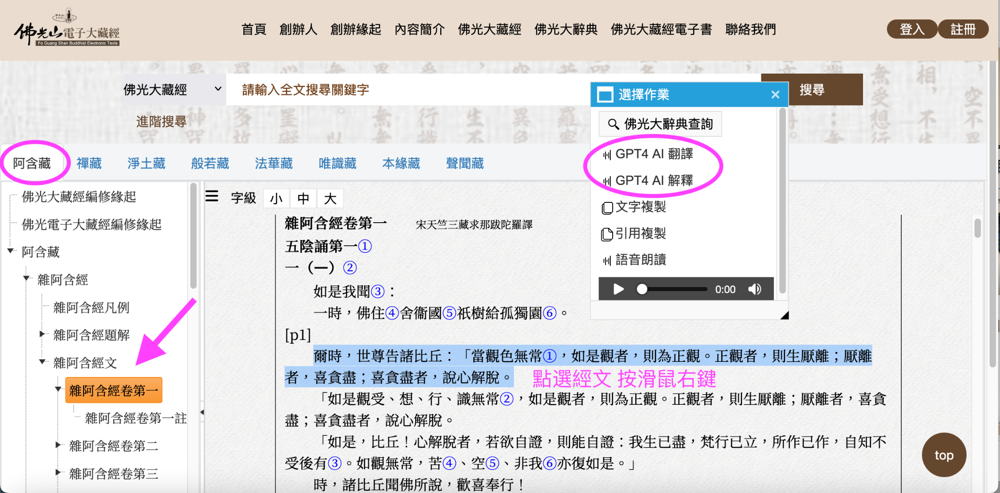 佛光山電子大藏經
Fo Guang Shan Buddhist Electronic Texts
首頁 創辦人 創辦緣起 內容簡介 佛光大藏經 佛光大辭典 佛光大藏經電子書 聯絡我們
登入 註冊
佛光大藏經 請輸入全文搜尋關鍵字 搜尋
進階搜尋
阿含藏 禪藏 淨土藏 般若藏 法華藏 唯識藏 本緣藏 聲聞藏
佛光大藏經編修緣起
佛光電子大藏經編修緣起
阿含藏
雜阿含經
雜阿含經凡例
雜阿含經題解
雜阿含經文
雜阿含經卷第一
雜阿含經卷第一註
雜阿含經卷第二
雜阿含經卷第三
字級 小 中 大
雜阿含經卷第一 宋天竺三藏求那跋陀羅譯
五陰誦第一①
一（一）②
如是我聞③：
一時，佛住④舍衞國⑤祇樹給孤獨園⑥。
[p1]
爾時，世尊告諸比丘：「當觀色無常①，如是觀者，則為正觀。正觀者，則生厭離；厭離
者，喜貪盡；喜貪盡者，說心解脫。
點選經文 按滑鼠右鍵
「如是觀受、想、行、識無常②，如是觀者，則為正觀。正觀者，則生厭離；厭離者，喜貪
盡；喜貪盡者，說心解脫。
「如是，比丘！心解脫者，若欲自證，則能自證：我生已盡，梵行已立，所作已作，自知不
受後有③。如觀無常，苦④、空⑤、非我⑥亦復如是。」
時，諸比丘聞佛所說，歡喜奉行！
選擇作業 ×
佛光大辭典查詢
GPT4 AI 翻譯
GPT4 AI 解釋
文字複製
引用複製
語音朗讀
0:00
top